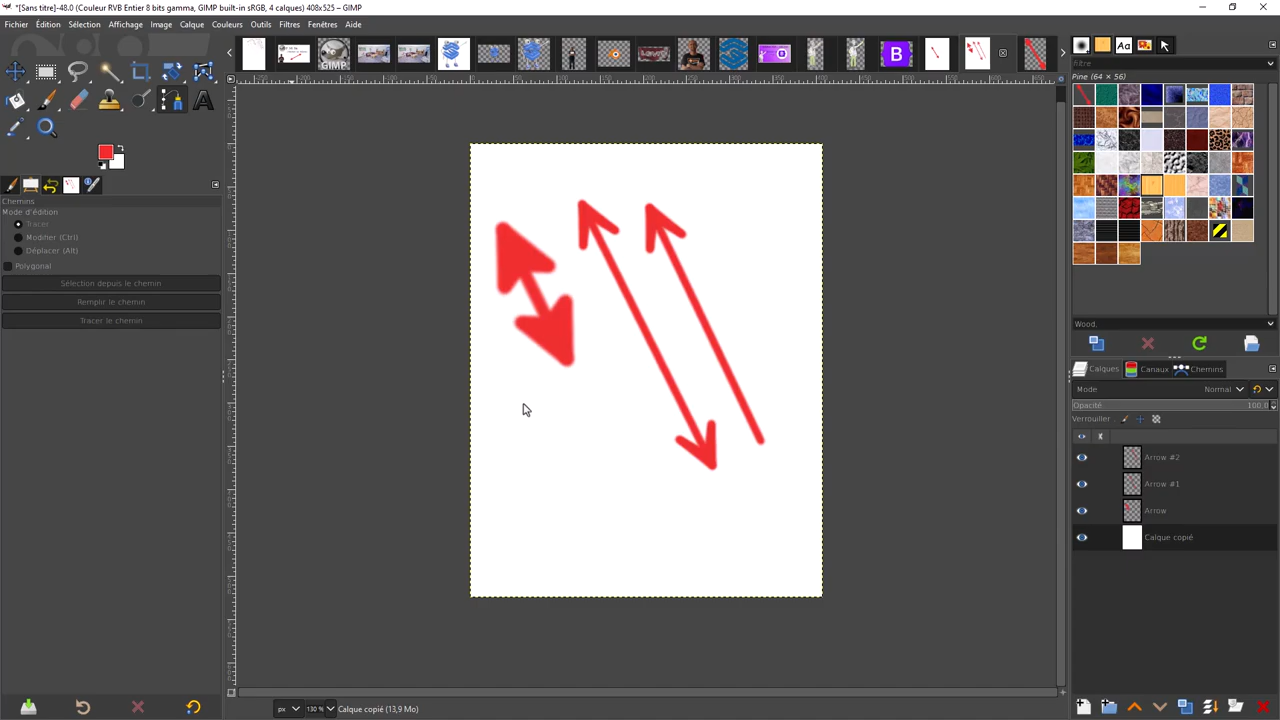 *[Sans titre]-48.0 (Couleur RVB Entier 8 bits gamma, GIMP built-in sRGB, 4 calques) 408x525 – GIMP
Fichier Édition Sélection Affichage Image Calque Couleurs Outils Filtres Fenêtres Aide
GIMP
B
Aa
Filtre
Pine (64 × 56)
Chemins
Mode d'édition
Tracer
Modifier (Ctrl)
Déplacer (Alt)
Polygonal
Sélection depuis le chemin
Remplir le chemin
Tracer le chemin
Wood,
Calques Canaux Chemins
Mode Normal
Opacité 100,0
Verrouiller :
Arrow #2
Arrow #1
Arrow
Calque copié
px 130 % Calque copié (13,9 Mo)